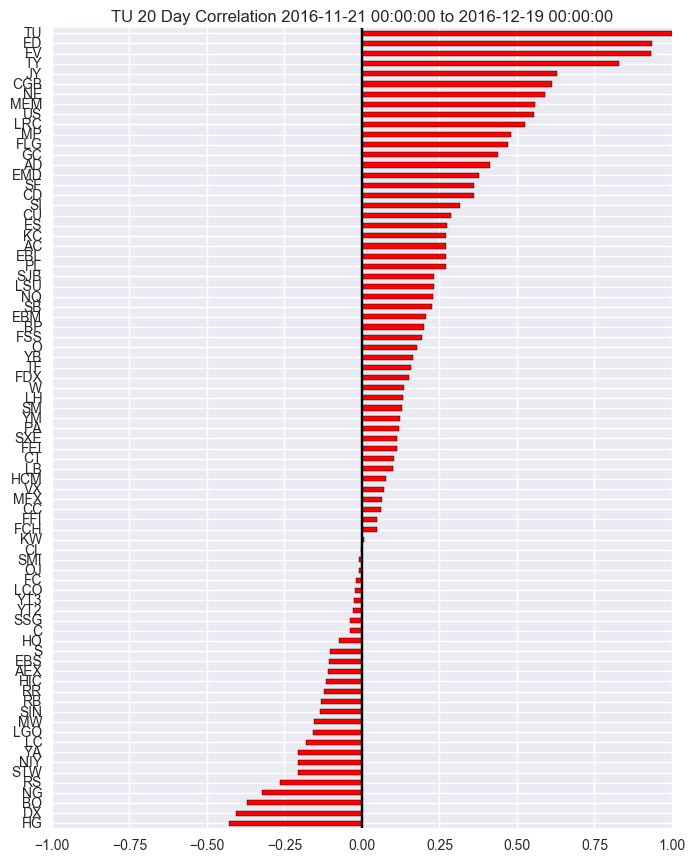 TU 20 Day Correlation 2016-11-21 00:00:00 to 2016-12-19 00:00:00
TU
ED
FV
TY
JY
CGB
NE
MEM
US
LRC
MP
FLG
GC
AD
EMD
SF
CD
SI
CU
ES
KC
AC
EBL
PL
SJB
LSU
NQ
SB
EBM
BP
FSS
O
YB
TF
FDX
W
LH
SM
YM
PA
SXE
FEI
CT
LB
HCM
VX
MFX
CC
FFI
FCH
KW
CL
SMI
OJ
FC
LCO
YT3
YT2
SSG
C
HO
S
EBS
AEX
HIC
RR
RB
SIN
MW
LGO
LC
YA
NIY
STW
RS
NG
BO
DX
HG
−1.00 −0.75 −0.50 −0.25 0.00 0.25 0.50 0.75 1.00